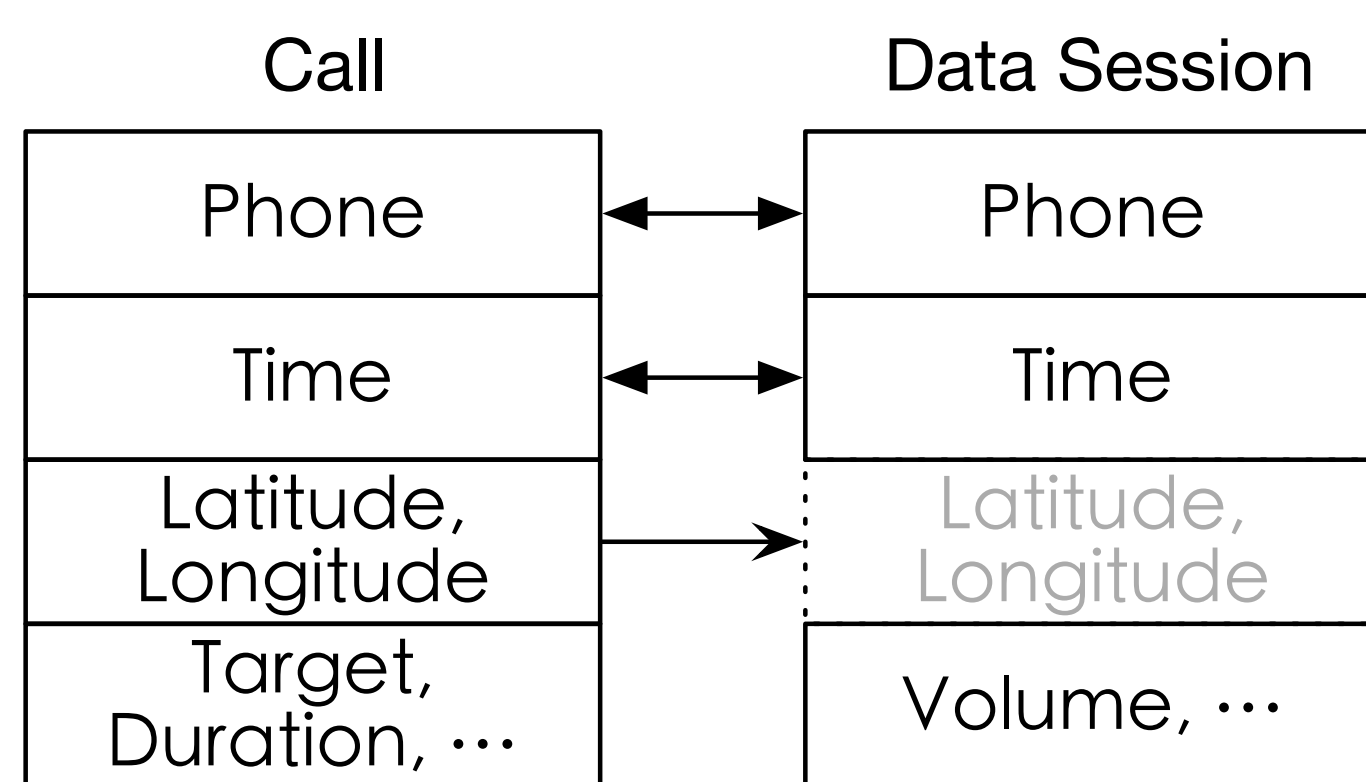 Call
Data Session
Phone
Phone
Time
Time
Latitude,
Longitude
Latitude,
Longitude
Target,
Duration, ···
Volume, ···